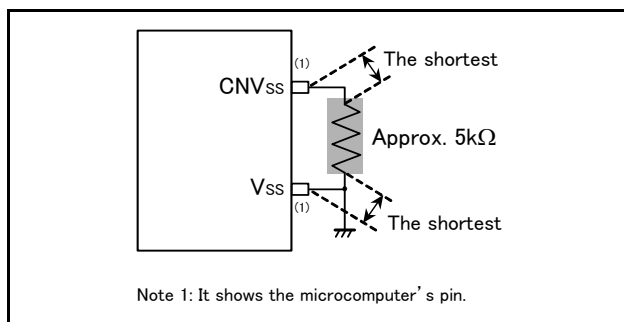 (1)
The shortest
CNVss
Approx. 5kΩ
Vss
(1)
The shortest
Note 1: It shows the microcomputer’s pin.